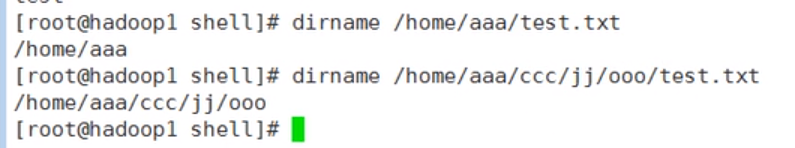 [root@hadoop1 shell]# dirname /home/aaa/test.txt
/home/aaa
[root@hadoop1 shell]# dirname /home/aaa/ccc/jj/ooo/test.txt
/home/aaa/ccc/jj/ooo
[root@hadoop1 shell]#